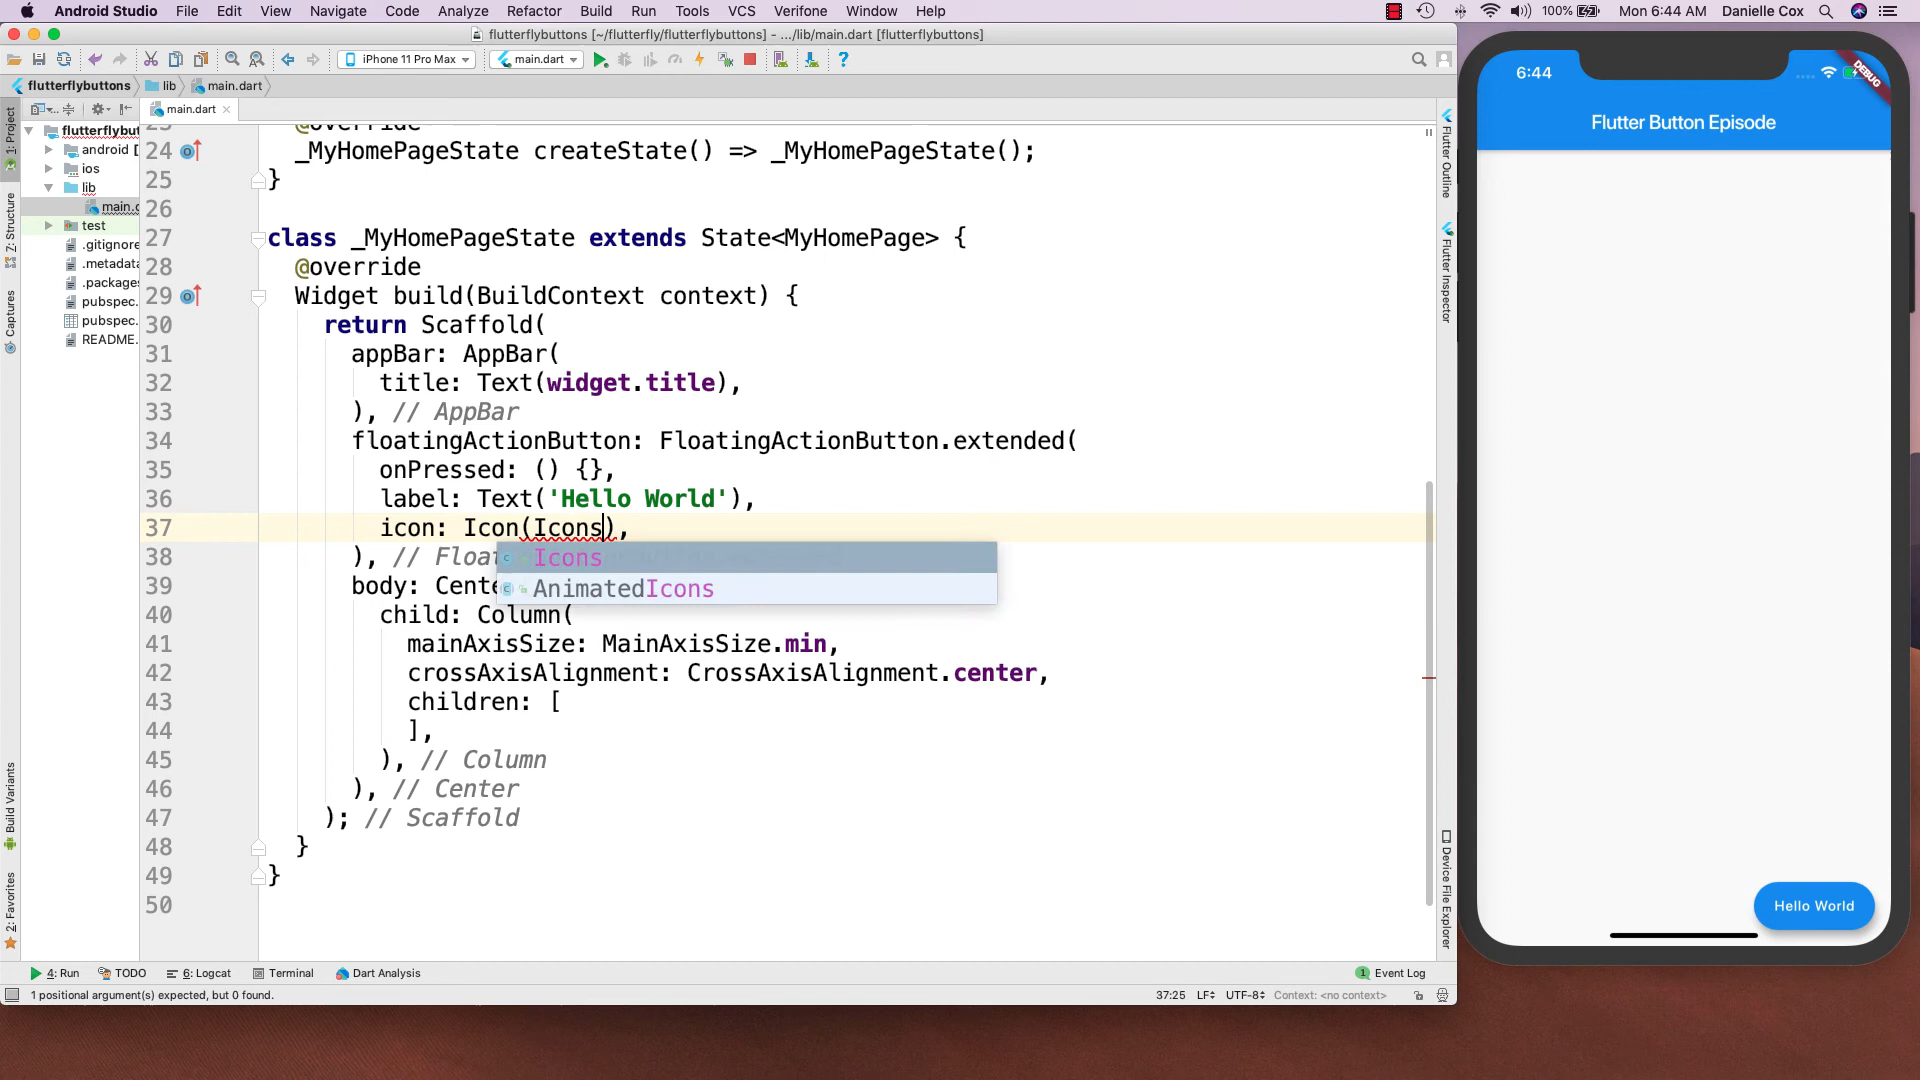 Android Studio File Edit View Navigate Code Analyze Refactor Build Run Tools VCS Verifone Window Help 100% Mon 6:44 AM Danielle Cox
flutterflybuttons [~/flutterfly/flutterflybuttons] - .../lib/main.dart [flutterflybuttons]
iPhone 11 Pro Max main.dart
flutterflybuttons lib main.dart
main.dart
1: Project
Z: Structure
Captures
Build Variants
2: Favorites
flutterflybut
android [
ios
lib
main.d
test
.gitignore
.metadata
.packages
pubspec.
pubspec.
README.
@override
24 _MyHomePageState createState() => _MyHomePageState();
25 }
26
27 class _MyHomePageState extends State<MyHomePage> {
28 @override
29 Widget build(BuildContext context) {
30 return Scaffold(
31 appBar: AppBar(
32 title: Text(widget.title),
33 ), // AppBar
34 floatingActionButton: FloatingActionButton.extended(
35 onPressed: () {},
36 label: Text('Hello World'),
37 icon: Icon(Icons),
38 ), // Floa
Icons
AnimatedIcons
39 body: Cente
40 child: Column(
41 mainAxisSize: MainAxisSize.min,
42 crossAxisAlignment: CrossAxisAlignment.center,
43 children: [
44 ],
45 ), // Column
46 ), // Center
47 ); // Scaffold
48 }
49 }
50
Flutter Outline
Flutter Inspector
Device File Explorer
4: Run TODO 6: Logcat Terminal Dart Analysis 1 Event Log
1 positional argument(s) expected, but 0 found. 37:25 LF UTF-8 Context: <no context>
6:44
DEBUG
Flutter Button Episode
Hello World